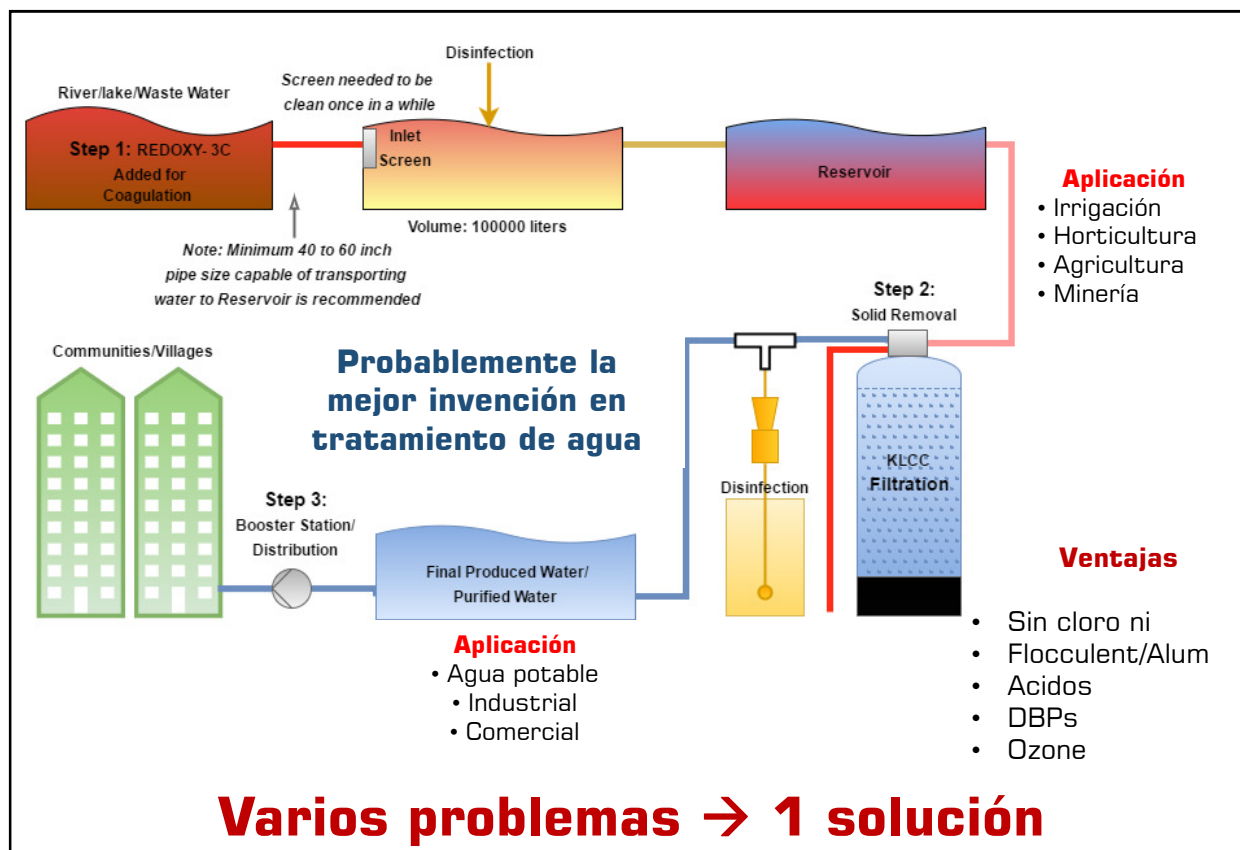 Disinfection
River/lake/Waste Water
Screen needed to be
clean once in a while
Step 1: REDOXY- 3C
Added for
Coagulation
Inlet
Screen
Reservoir
Volume: 100000 liters
Note: Minimum 40 to 60 inch
pipe size capable of transporting
water to Reservoir is recommended
Aplicación
• Irrigación
• Horticultura
• Agricultura
• Minería
Step 2:
Solid Removal
KLCC
Filtration
Disinfection
Communities/Villages
Probablemente la
mejor invención en
tratamiento de agua
Step 3:
Booster Station/
Distribution
Final Produced Water/
Purified Water
Aplicación
• Agua potable
• Industrial
• Comercial
Ventajas
• Sin cloro ni
• Flocculent/Alum
• Acidos
• DBPs
• Ozone
Varios problemas → 1 solución